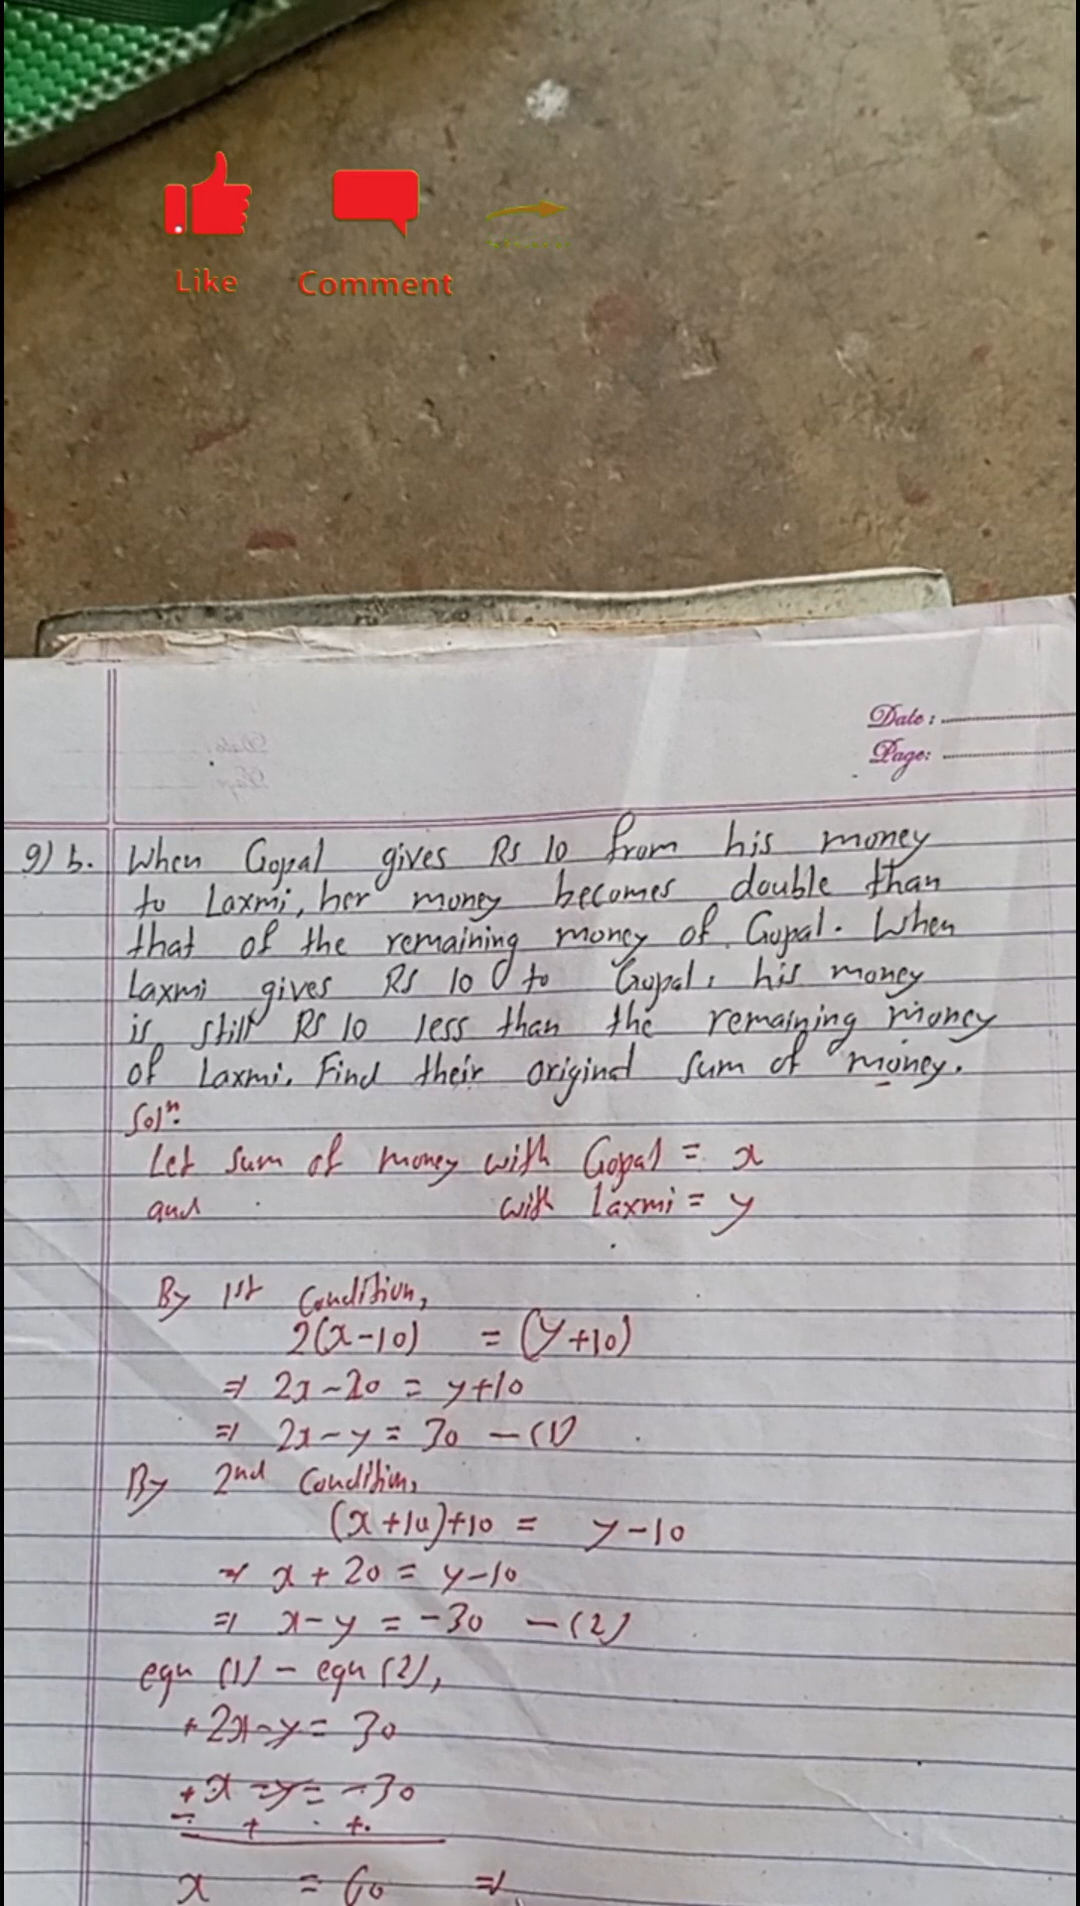 Like Comment
Date:
Page:
9) b. When Gopal gives Rs 10 from his money
to Laxmi, her money becomes double than
that of the remaining money of Gopal. When
Laxmi gives Rs 10 to Gopal, his money
is still Rs 10 less than the remaining money
of Laxmi. Find their original sum of money.
Solⁿ:
Let sum of money with Gopal = x
and with Laxmi = y
By 1st Condition,
2(x-10) = (y+10)
⇒ 2x-20 = y+10
⇒ 2x-y = 30 -(1)
By 2nd Condition,
(x+10)+10 = y-10
⇒ x+20 = y-10
⇒ x-y = -30 -(2)
eqn (1) - eqn (2),
+2x-y = 30
+x-y = -30
- + +
x = 60 ⇒